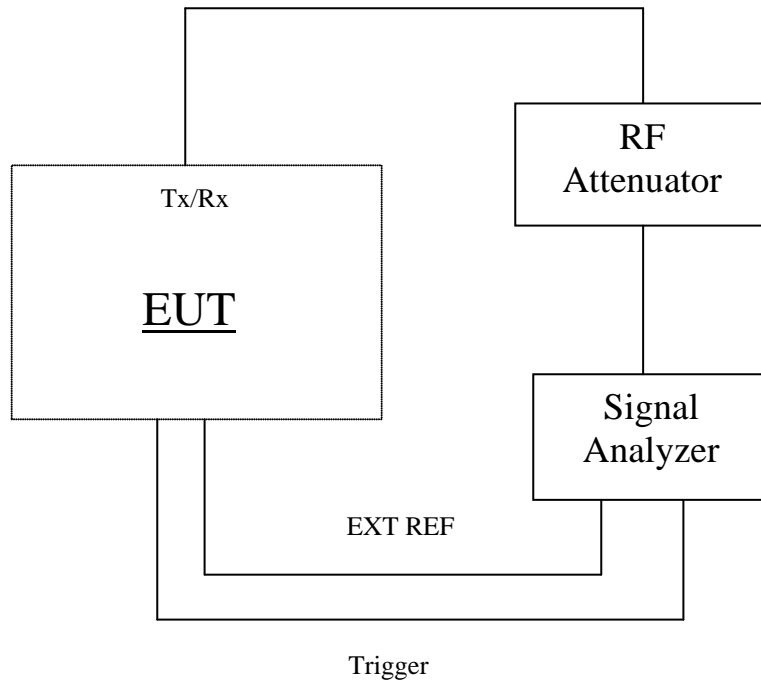 RF
Attenuator
Tx/Rx
EUT
Signal
Analyzer
EXT REF
Trigger